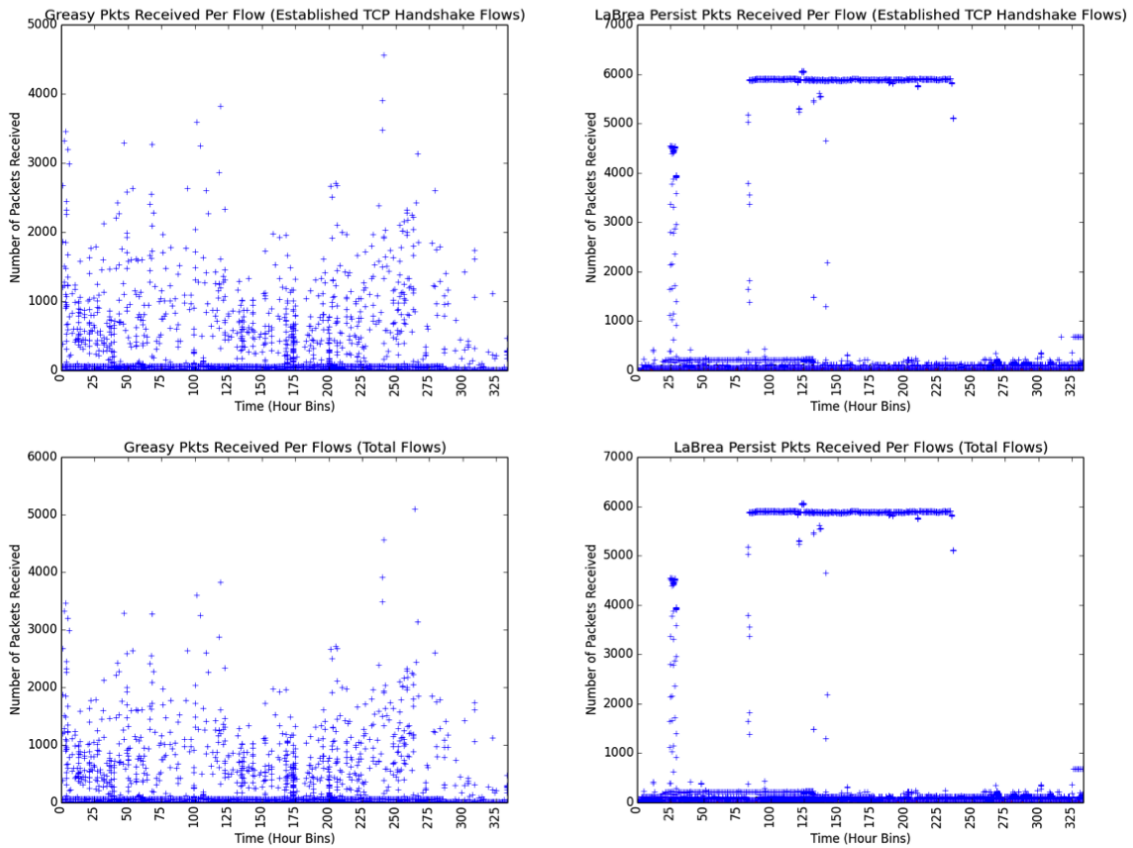 Greasy Pkts Received Per Flow (Established TCP Handshake Flows)
5000
4000
3000
2000
1000
0
Number of Packets Received
0 25 50 75 100 125 150 175 200 225 250 275 300 325
Time (Hour Bins)
LaBrea Persist Pkts Received Per Flow (Established TCP Handshake Flows)
7000
6000
5000
4000
3000
2000
1000
0
Number of Packets Received
0 25 50 75 100 125 150 175 200 225 250 275 300 325
Time (Hour Bins)
Greasy Pkts Received Per Flows (Total Flows)
6000
5000
4000
3000
2000
1000
0
Number of Packets Received
0 25 50 75 100 125 150 175 200 225 250 275 300 325
Time (Hour Bins)
LaBrea Persist Pkts Received Per Flows (Total Flows)
7000
6000
5000
4000
3000
2000
1000
0
Number of Packets Received
0 25 50 75 100 125 150 175 200 225 250 275 300 325
Time (Hour Bins)